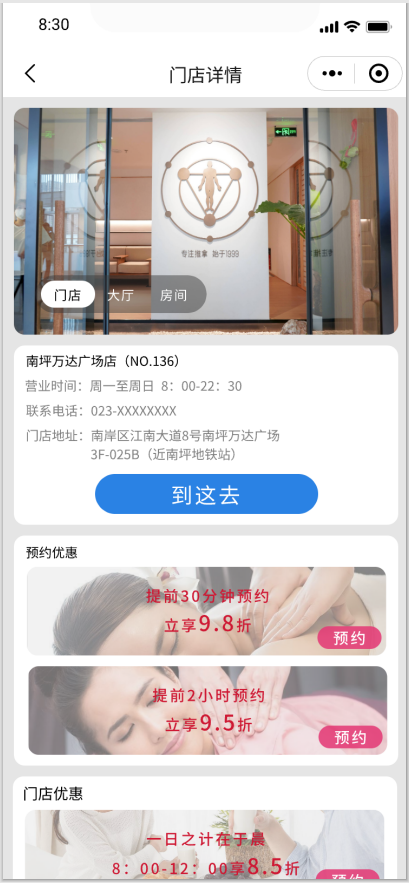 8:30
门店详情
专注推拿 始于1999
门店 大厅 房间
南坪万达广场店（NO.136）
营业时间：周一至周日 8：00-22：30
联系电话：023-XXXXXXXX
门店地址：南岸区江南大道8号南坪万达广场
3F-025B（近南坪地铁站）
到这去
预约优惠
提前30分钟预约
立享9.8折
预约
提前2小时预约
立享9.5折
预约
门店优惠
一日之计在于晨
8：00-12：00享8.5折
预约